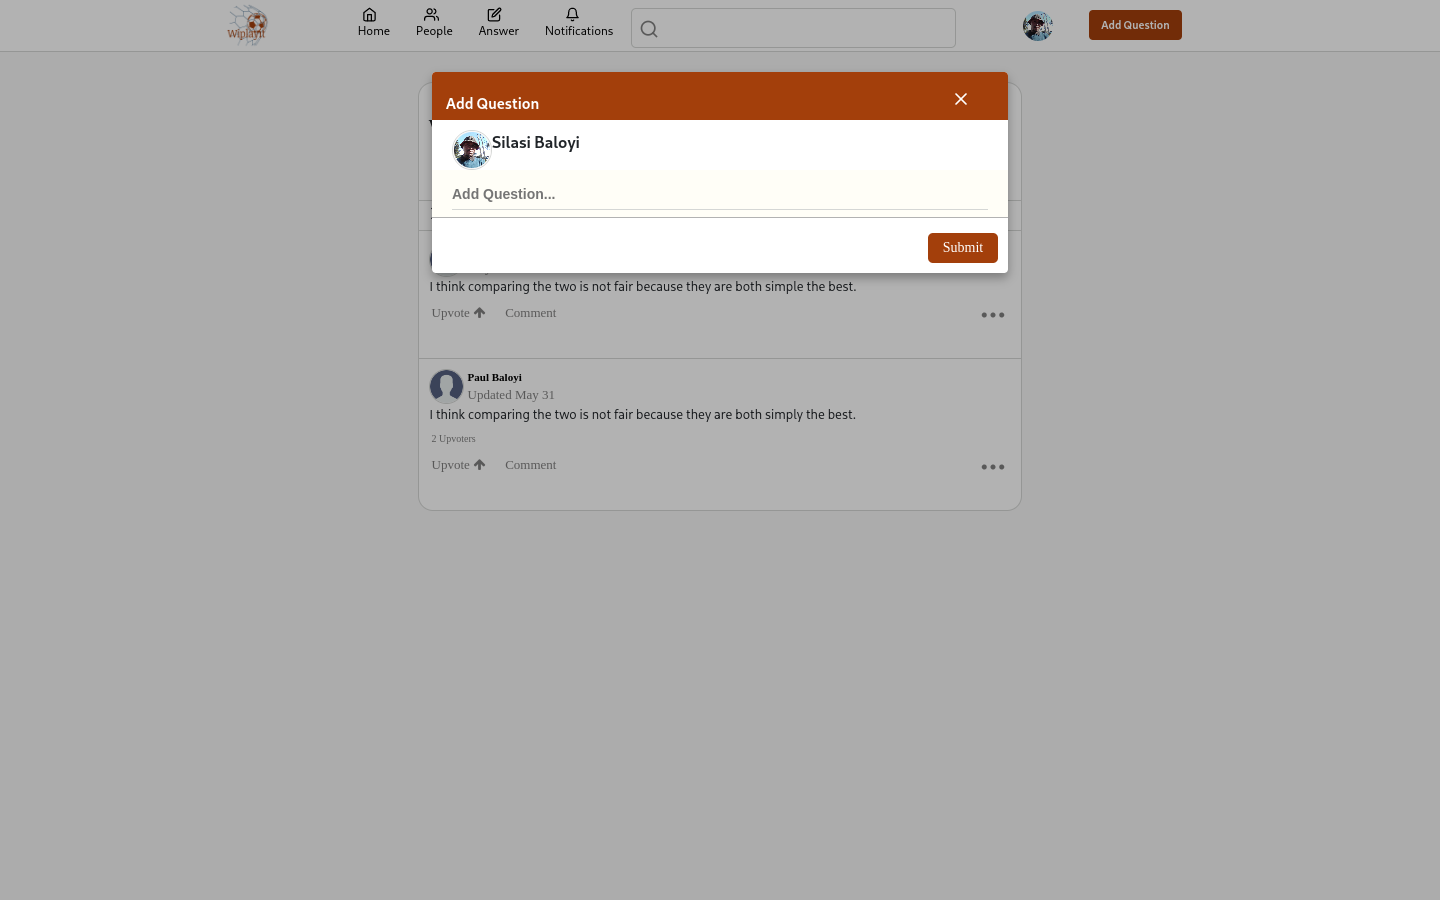 Wiplayit
Home
People
Answer
Notifications
Add Question
Add Question
Silasi Baloyi
Add Question...
Submit
I think comparing the two is not fair because they are both simple the best.
Upvote
Comment
Paul Baloyi
Updated May 31
I think comparing the two is not fair because they are both simply the best.
2 Upvoters
Upvote
Comment